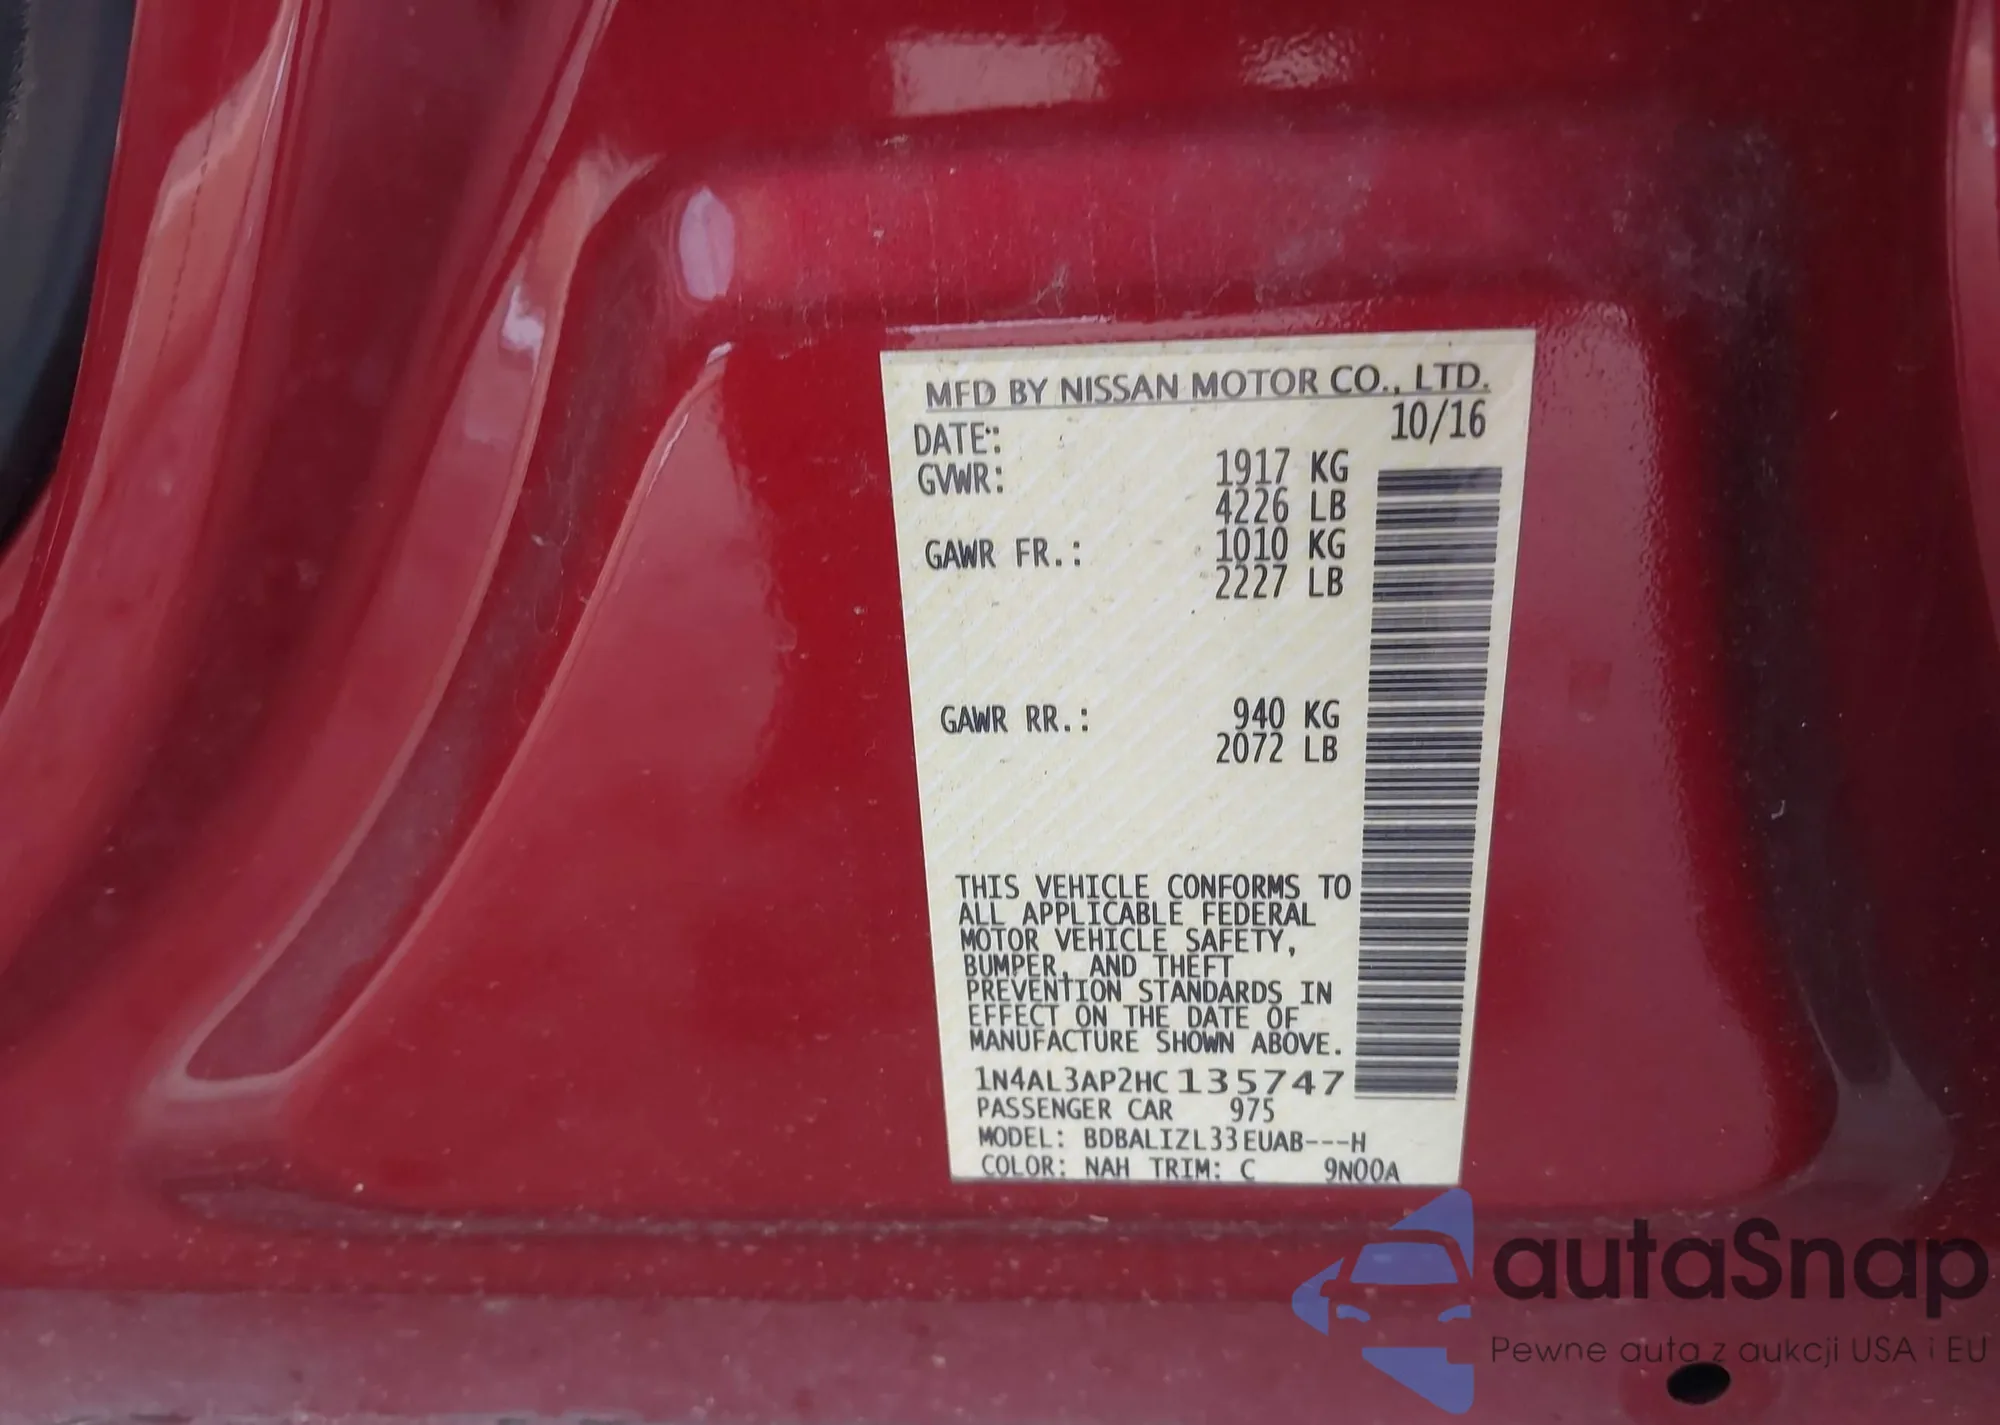 MFD BY NISSAN MOTOR CO., LTD.
DATE: 10/16
GVWR: 1917 KG
4226 LB
GAWR FR.: 1010 KG
2227 LB
GAWR RR.: 940 KG
2072 LB
THIS VEHICLE CONFORMS TO
ALL APPLICABLE FEDERAL
MOTOR VEHICLE SAFETY,
BUMPER, AND THEFT
PREVENTION STANDARDS IN
EFFECT ON THE DATE OF
MANUFACTURE SHOWN ABOVE.
1N4AL3AP2HC135747
PASSENGER CAR 975
MODEL: BDBALIZL33EUAB---H
COLOR: NAH TRIM: C 9N00A
autaSnap
Pewne auta z aukcji USA i EU